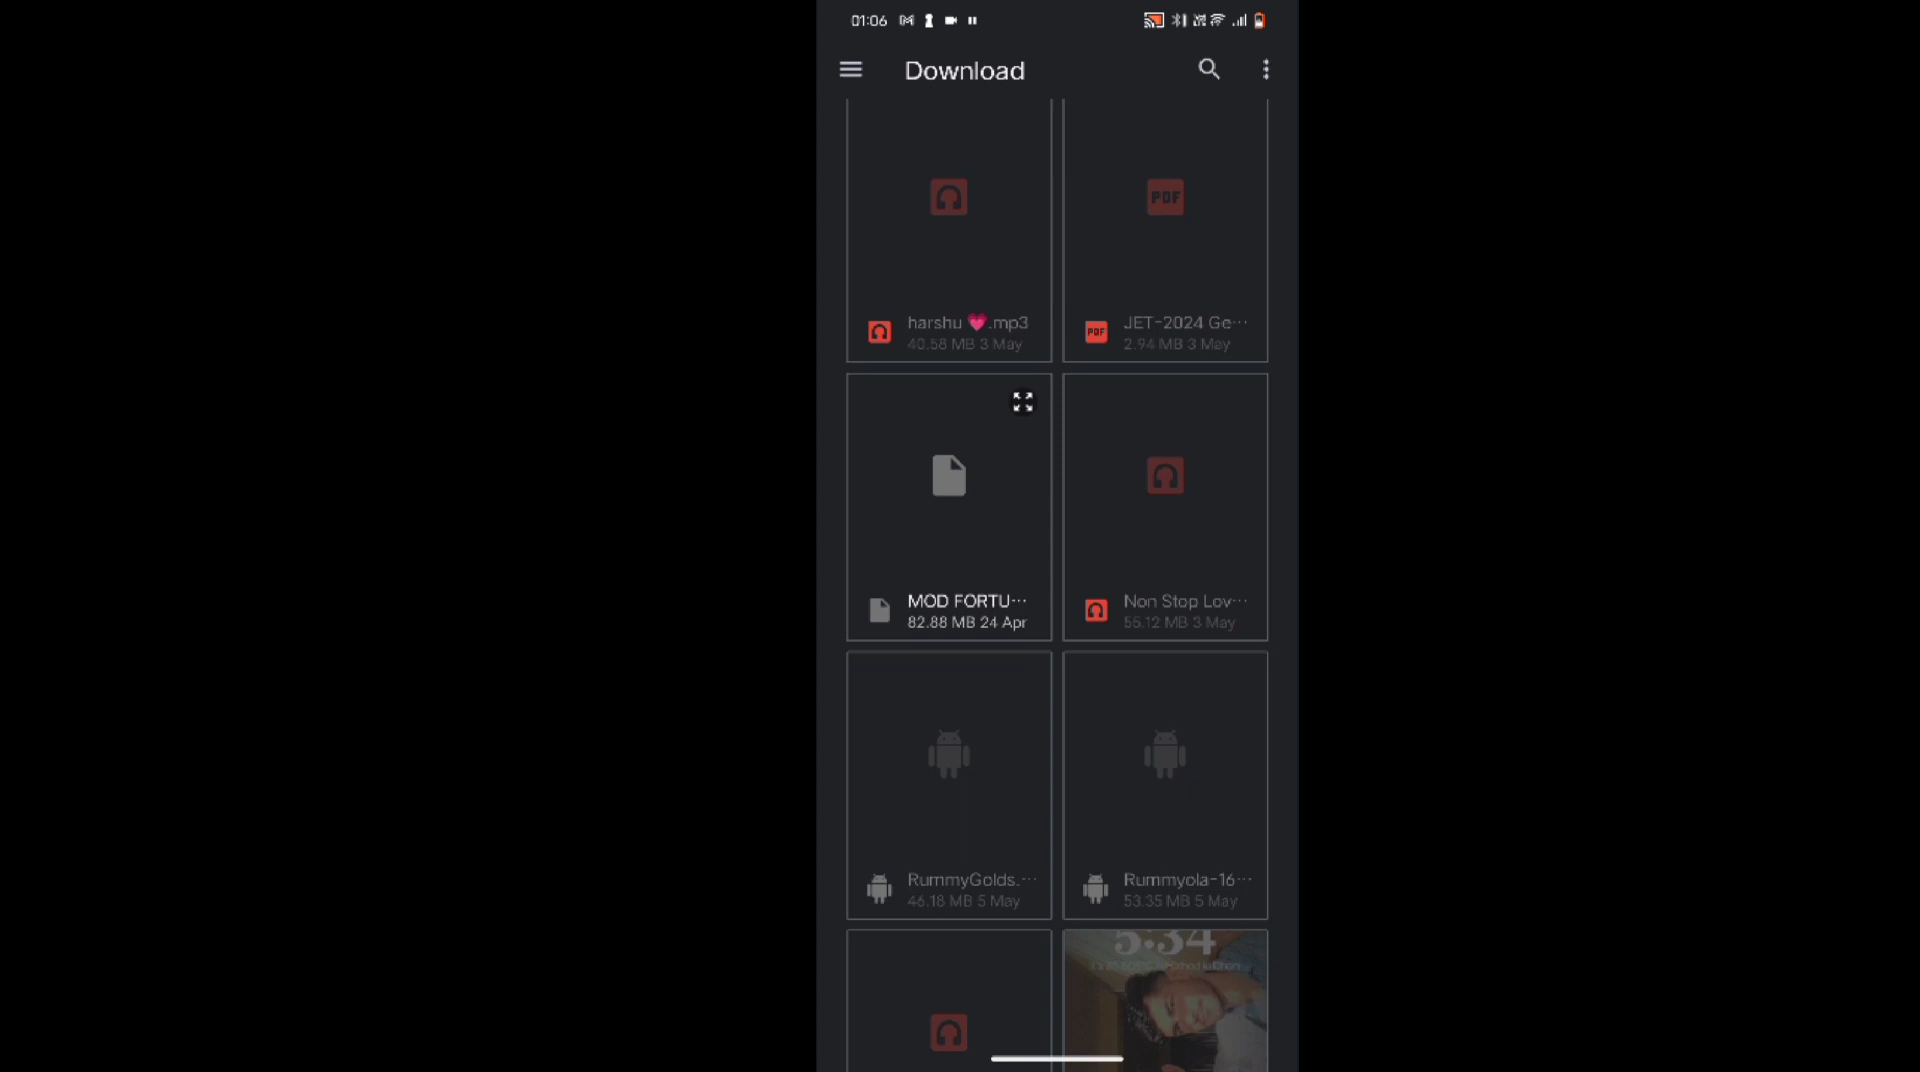 01:06
Download
PDF
harshu 💗.mp3
40.58 MB 3 May
PDF
JET-2024 Ge···
2.94 MB 3 May
MOD FORTU···
82.88 MB 24 Apr
Non Stop Lov···
55.12 MB 3 May
RummyGolds.···
46.18 MB 5 May
Rummyola-16···
53.35 MB 5 May
5:34